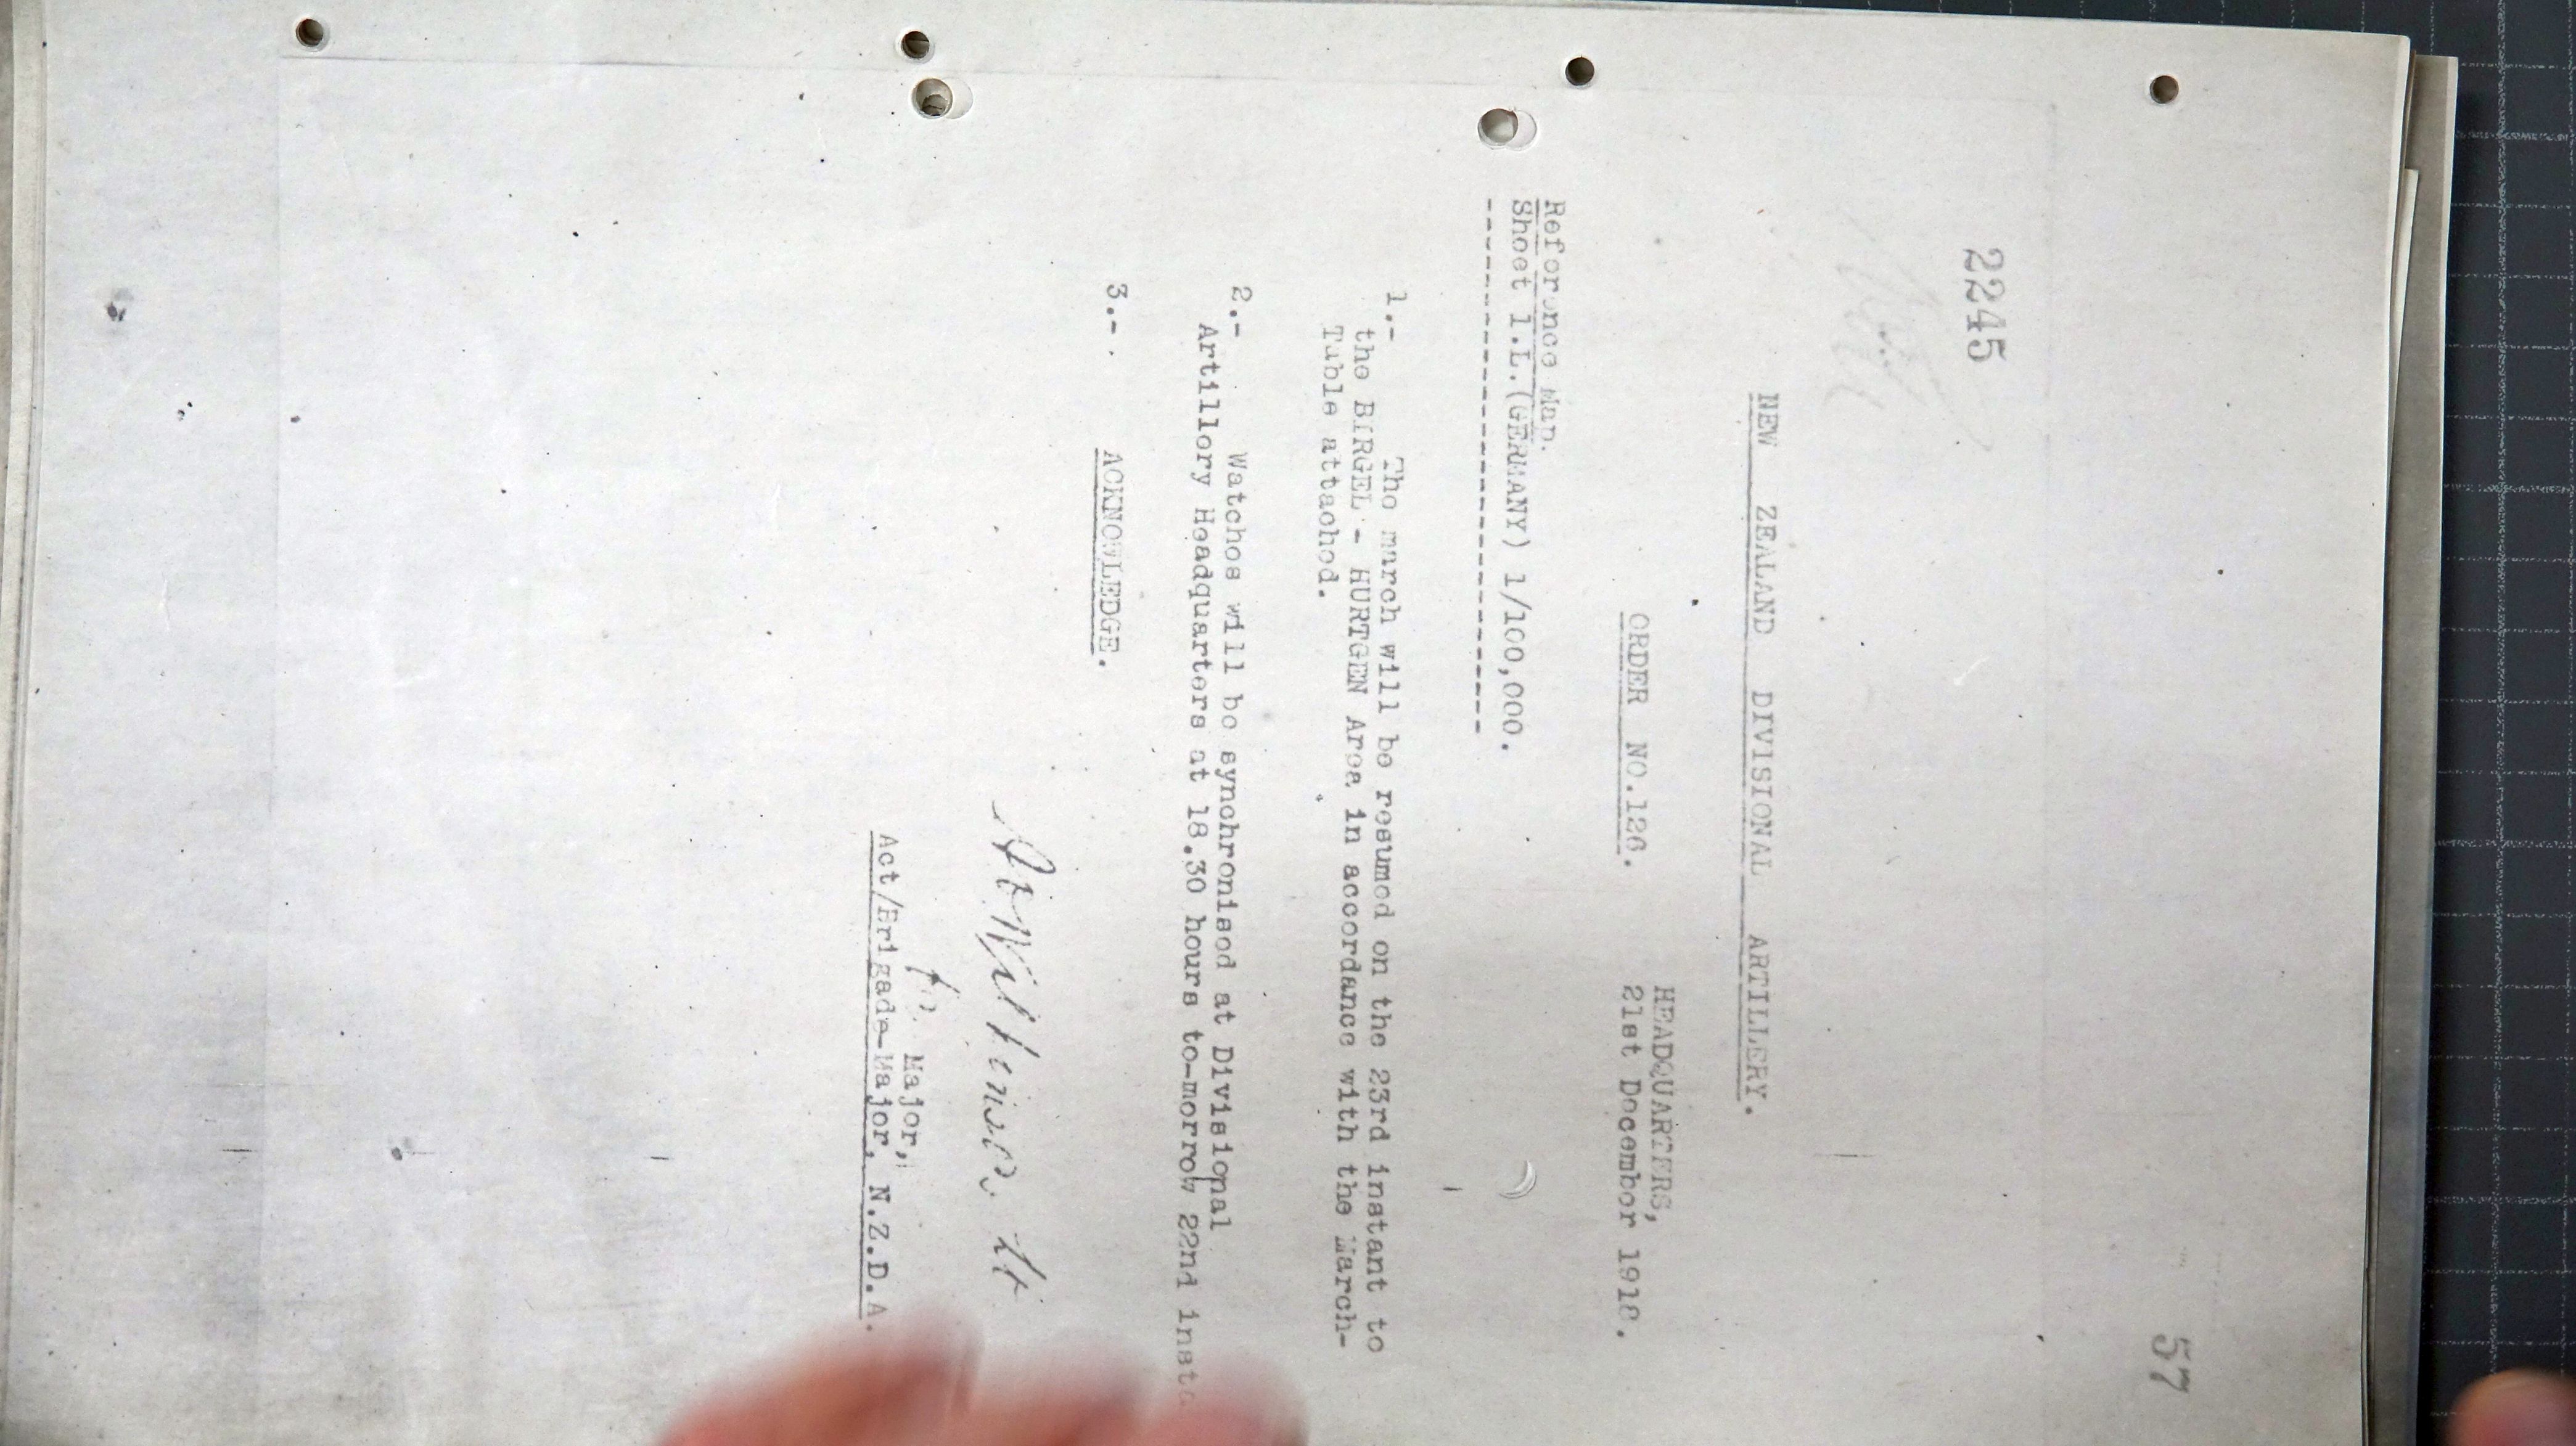 57
2245
NEW ZEALAND DIVISIONAL ARTILLERY.
HEADQUARTERS,
ORDER NO.126. 21st December 1918.
Reference Map.
Sheet 1.L.(GERMANY) 1/100,000.
------------------------------
1.- The march will be resumed on the 23rd instant to
the BIRGEL - HURTGEN Area in accordance with the March-
Table attached.
2.- Watches will be synchronised at Divisional
Artillery Headquarters at 18.30 hours to-morrow 22nd inst
3.- ACKNOWLEDGE.
Lt
Major,
Act/Brigade-Major, N.Z.D.A.